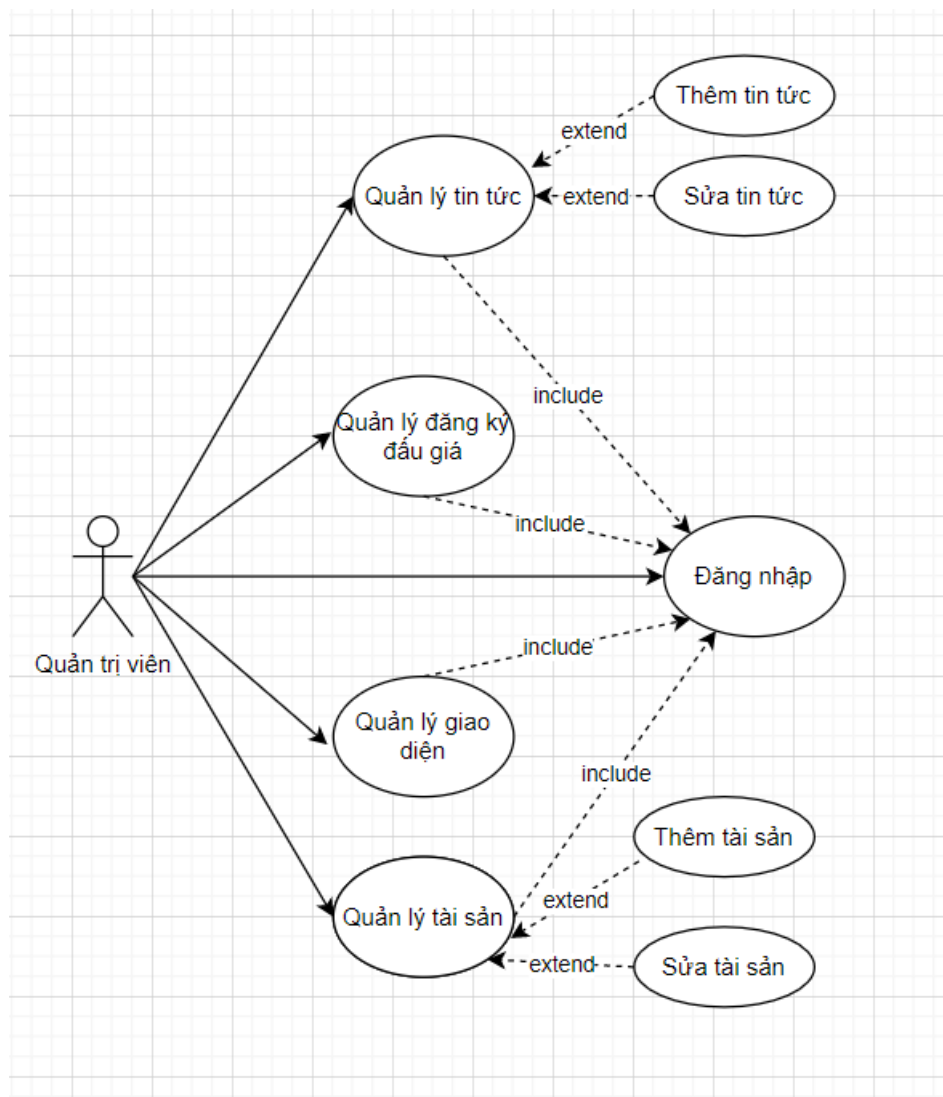 Thêm tin tức
extend
Quản lý tin tức
extend
Sửa tin tức
include
Quản lý đăng ký
đấu giá
include
Đăng nhập
Quản trị viên
include
Quản lý giao
diện
include
Thêm tài sản
extend
Quản lý tài sản
extend
Sửa tài sản